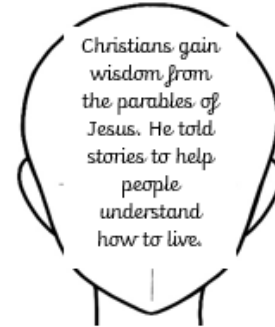 Christians gain
wisdom from
the parables of
Jesus. He told
stories to help
people
understand
how to live.